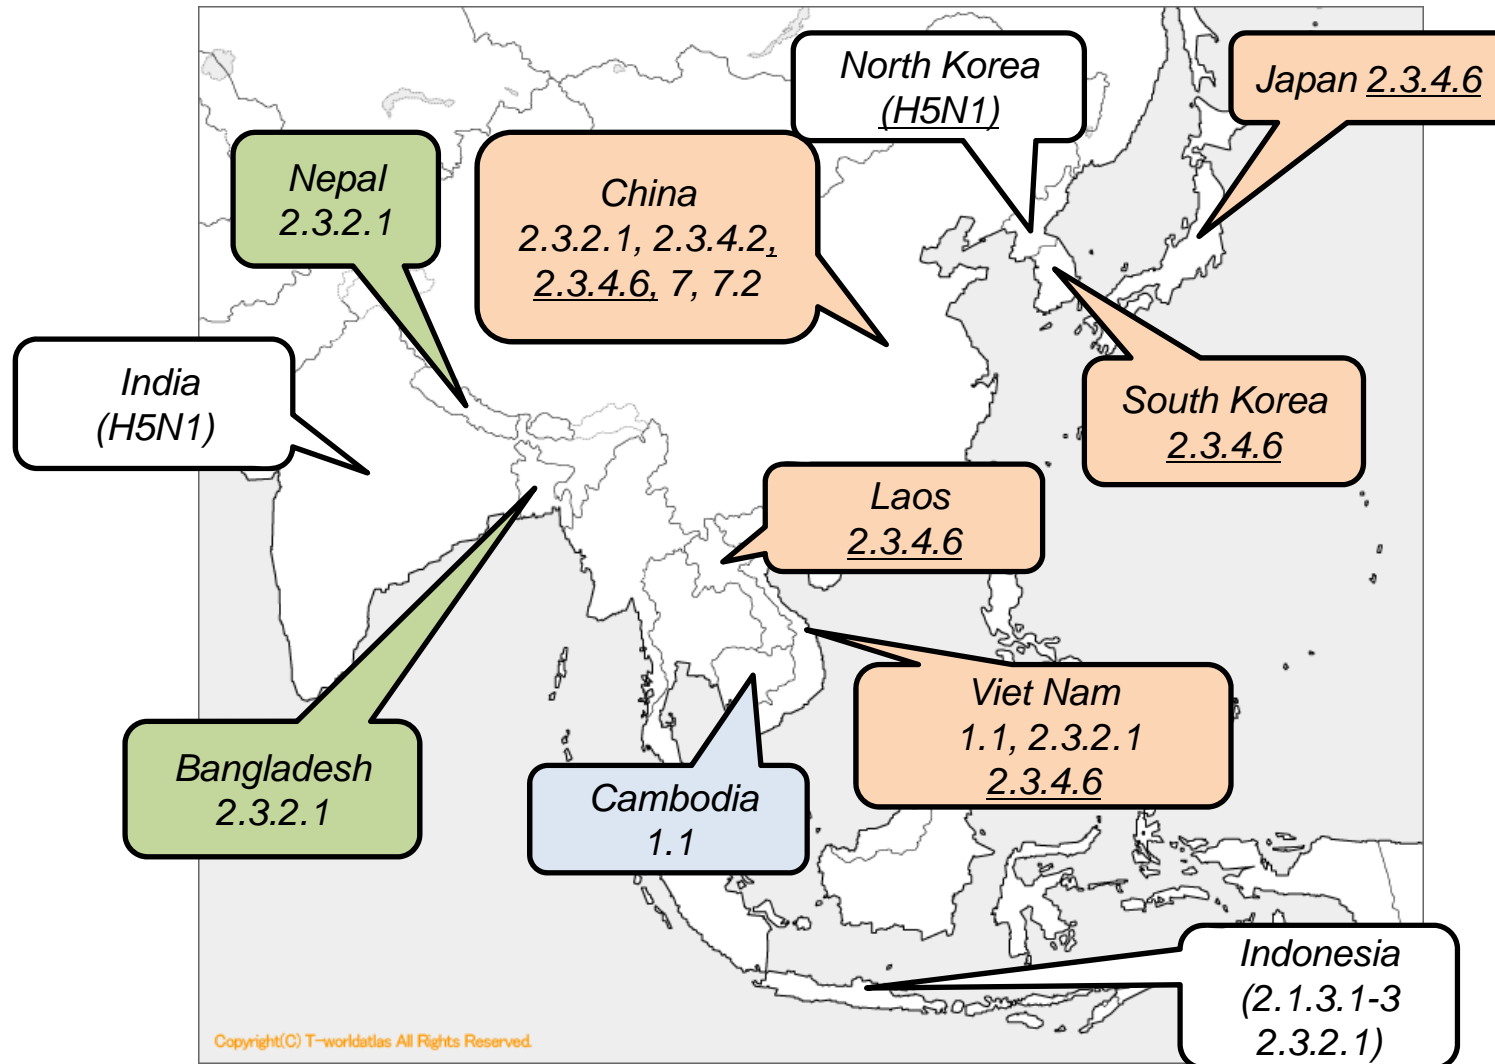 North Korea
(H5N1)
Japan 2.3.4.6
Nepal
2.3.2.1
China
2.3.2.1, 2.3.4.2,
2.3.4.6, 7, 7.2
India
(H5N1)
South Korea
2.3.4.6
Laos
2.3.4.6
Viet Nam
1.1, 2.3.2.1
2.3.4.6
Bangladesh
2.3.2.1
Cambodia
1.1
Indonesia
(2.1.3.1-3
2.3.2.1)
Copyright(C) T-worldatlas All Rights Reserved.